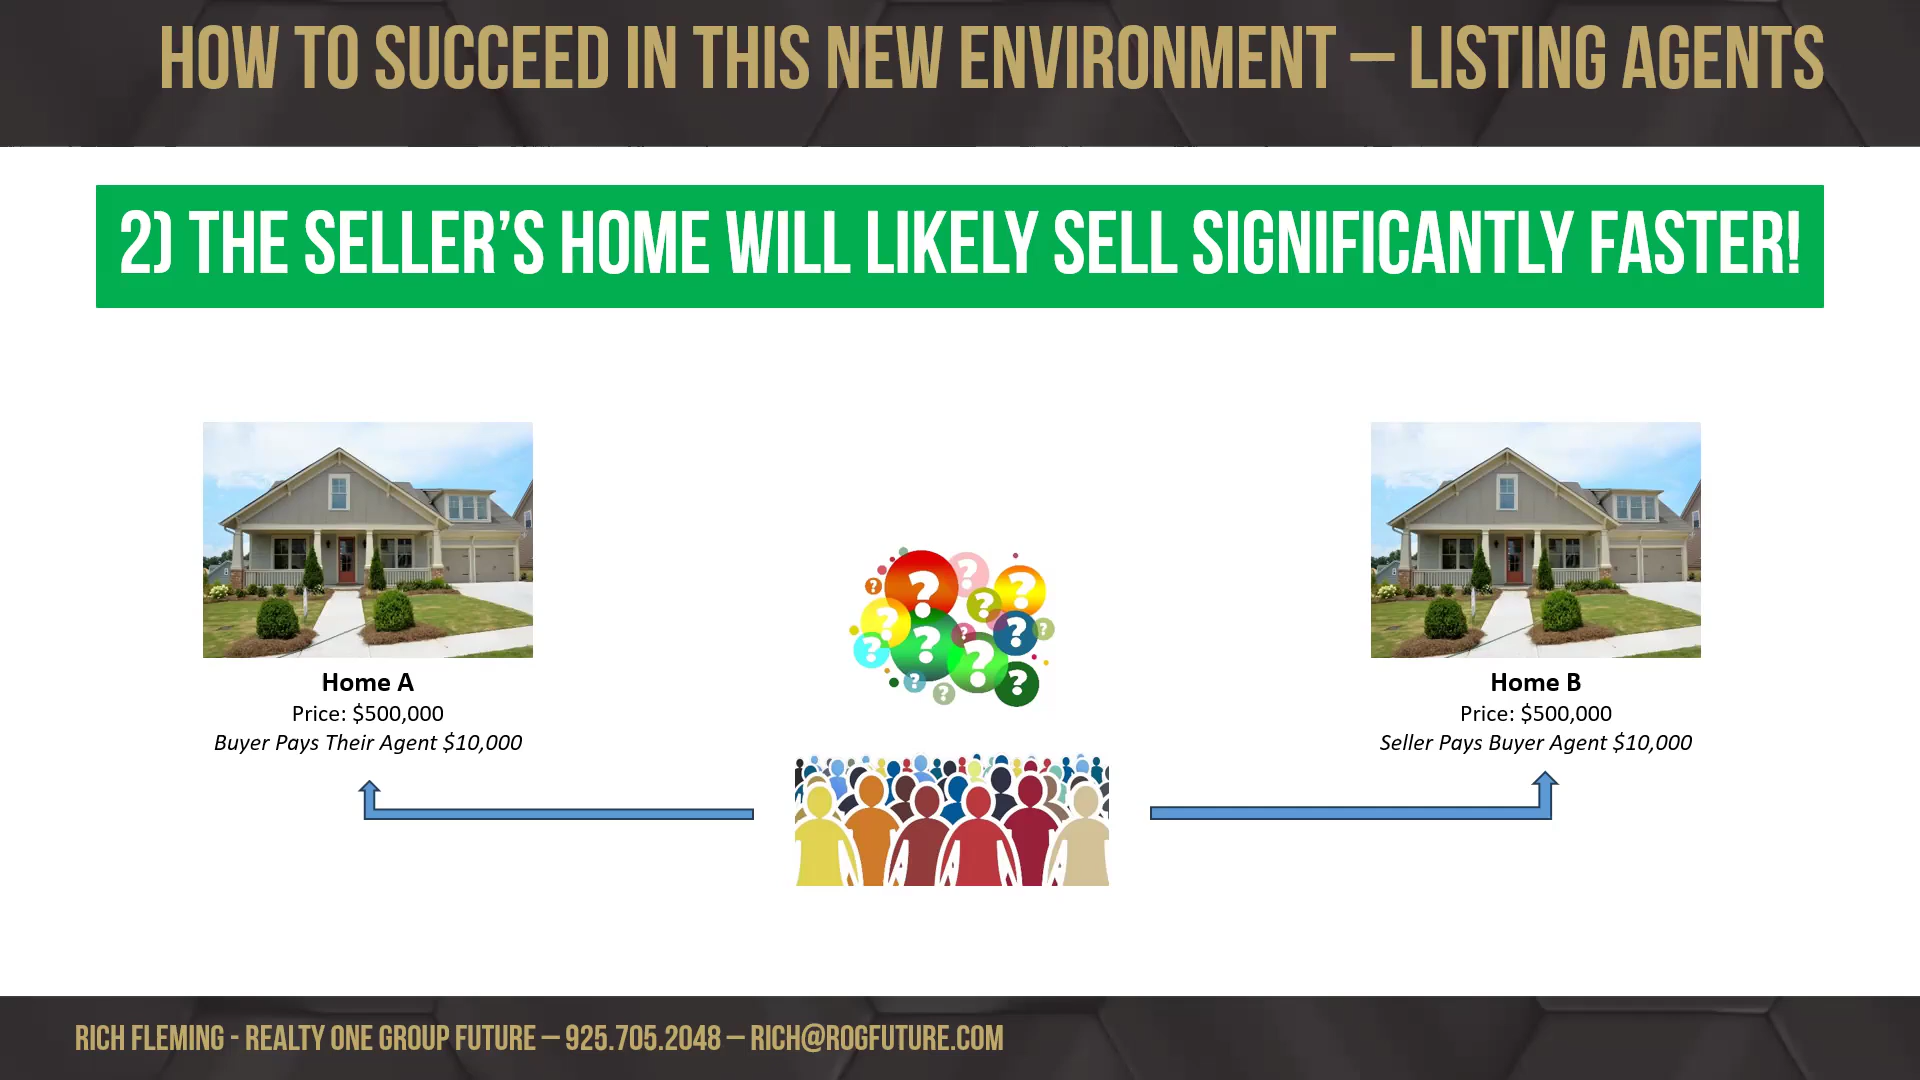 HOW TO SUCCEED IN THIS NEW ENVIRONMENT – LISTING AGENTS
2) THE SELLER’S HOME WILL LIKELY SELL SIGNIFICANTLY FASTER!
? ? ? ? ? ? ? ? ? ? ? ? ? ?
Home A
Price: $500,000
Buyer Pays Their Agent $10,000
Home B
Price: $500,000
Seller Pays Buyer Agent $10,000
RICH FLEMING - REALTY ONE GROUP FUTURE – 925.705.2048 – RICH@ROGFUTURE.COM